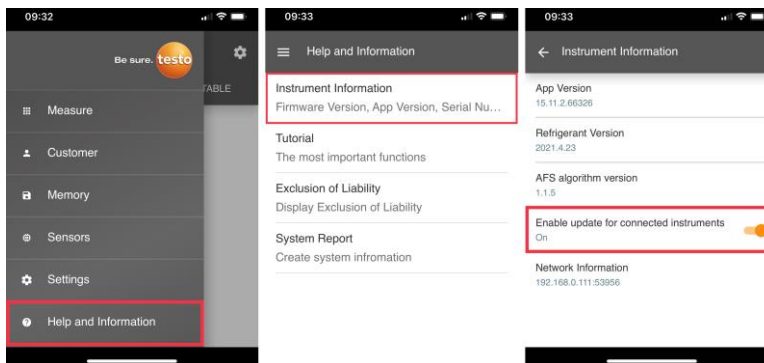 09:32
Be sure. testo
TABLE
Measure
Customer
Memory
Sensors
Settings
Help and Information
09:33
Help and Information
Instrument Information
Firmware Version, App Version, Serial Nu...
Tutorial
The most important functions
Exclusion of Liability
Display Exclusion of Liability
System Report
Create system infromation
09:33
Instrument Information
App Version
15.11.2.66326
Refrigerant Version
2021.4.23
AFS algorithm version
1.1.5
Enable update for connected instruments
On
Network Information
192.168.0.111:53956